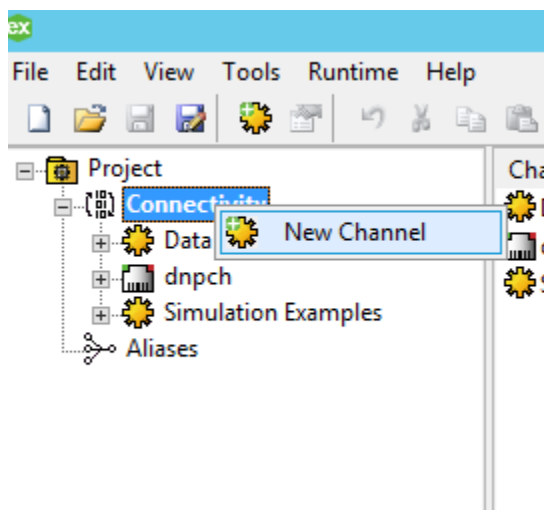 ex
File Edit View Tools Runtime Help
Project
Connectivity
New Channel
Data
dnpch
Simulation Examples
Aliases
Cha